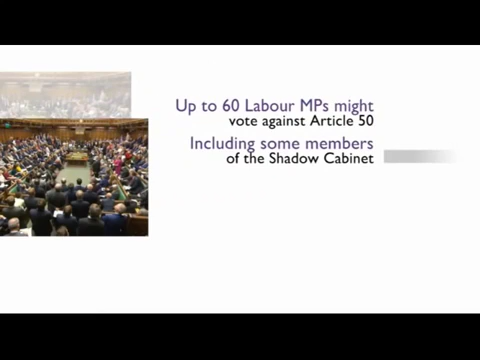 Up to 60 Labour MPs might
vote against Article 50
Including some members
of the Shadow Cabinet